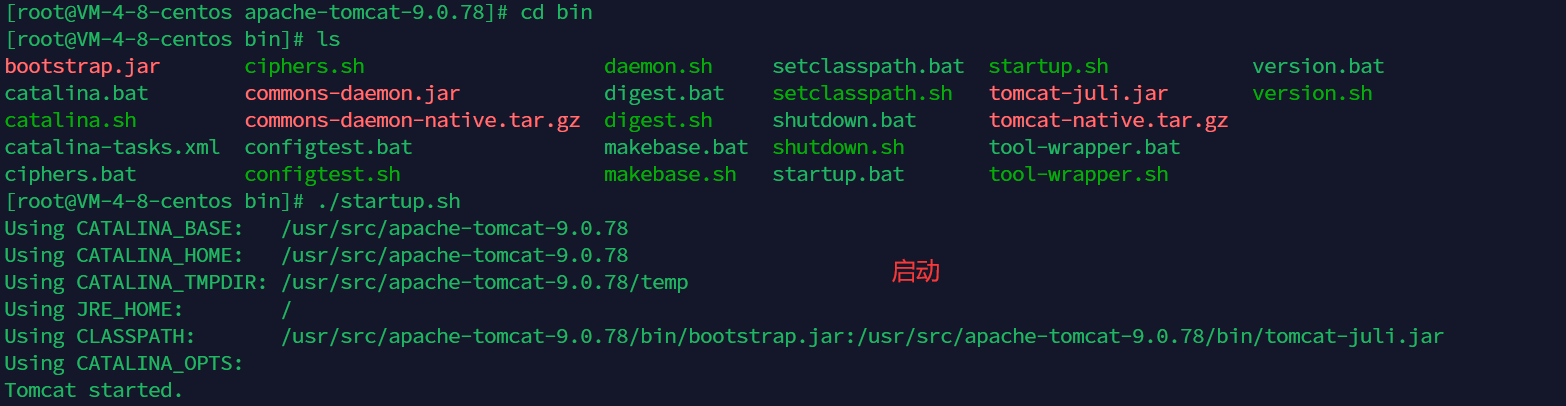 [root@VM-4-8-centos apache-tomcat-9.0.78]# cd bin
[root@VM-4-8-centos bin]# ls
bootstrap.jar       ciphers.sh                    daemon.sh     setclasspath.bat  startup.sh            version.bat
catalina.bat        commons-daemon.jar            digest.bat    setclasspath.sh   tomcat-juli.jar       version.sh
catalina.sh         commons-daemon-native.tar.gz  digest.sh     shutdown.bat      tomcat-native.tar.gz
catalina-tasks.xml  configtest.bat                makebase.bat  shutdown.sh       tool-wrapper.bat
ciphers.bat         configtest.sh                 makebase.sh   startup.bat       tool-wrapper.sh
[root@VM-4-8-centos bin]# ./startup.sh
Using CATALINA_BASE:   /usr/src/apache-tomcat-9.0.78
Using CATALINA_HOME:   /usr/src/apache-tomcat-9.0.78
启动
Using CATALINA_TMPDIR: /usr/src/apache-tomcat-9.0.78/temp
Using JRE_HOME:        /
Using CLASSPATH:       /usr/src/apache-tomcat-9.0.78/bin/bootstrap.jar:/usr/src/apache-tomcat-9.0.78/bin/tomcat-juli.jar
Using CATALINA_OPTS:
Tomcat started.